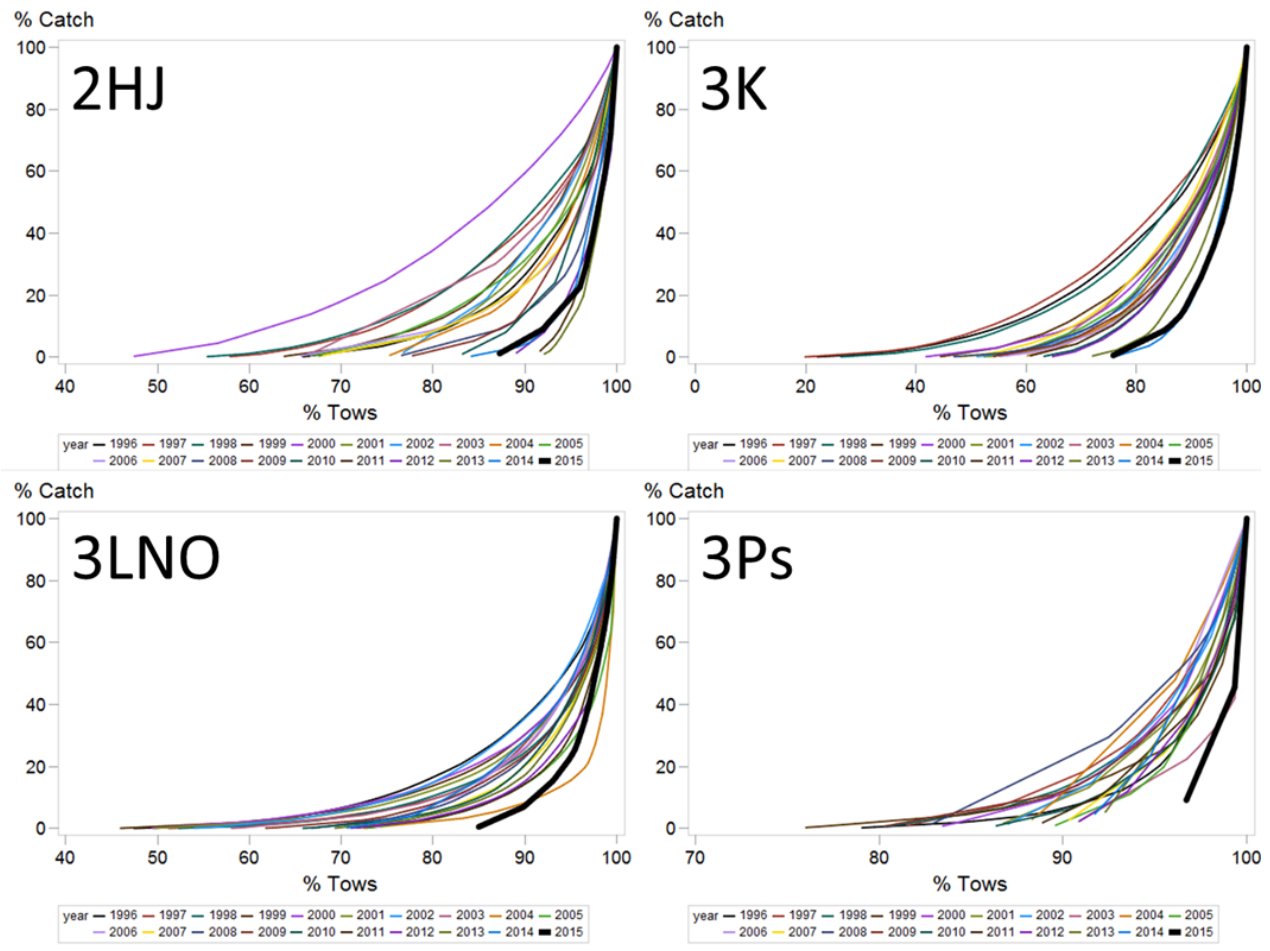 % Catch
2HJ
100
80
60
40
20
0
40 50 60 70 80 90 100
% Tows
year 1996 1997 1998 1999 2000 2001 2002 2003 2004 2005
2006 2007 2008 2009 2010 2011 2012 2013 2014 2015
% Catch
3K
100
80
60
40
20
0
0 20 40 60 80 100
% Tows
year 1996 1997 1998 1999 2000 2001 2002 2003 2004 2005
2006 2007 2008 2009 2010 2011 2012 2013 2014 2015
% Catch
3LNO
100
80
60
40
20
0
40 50 60 70 80 90 100
% Tows
year 1996 1997 1998 1999 2000 2001 2002 2003 2004 2005
2006 2007 2008 2009 2010 2011 2012 2013 2014 2015
% Catch
3Ps
100
80
60
40
20
0
70 80 90 100
% Tows
year 1996 1997 1998 1999 2000 2001 2002 2003 2004 2005
2006 2007 2008 2009 2010 2011 2012 2013 2014 2015